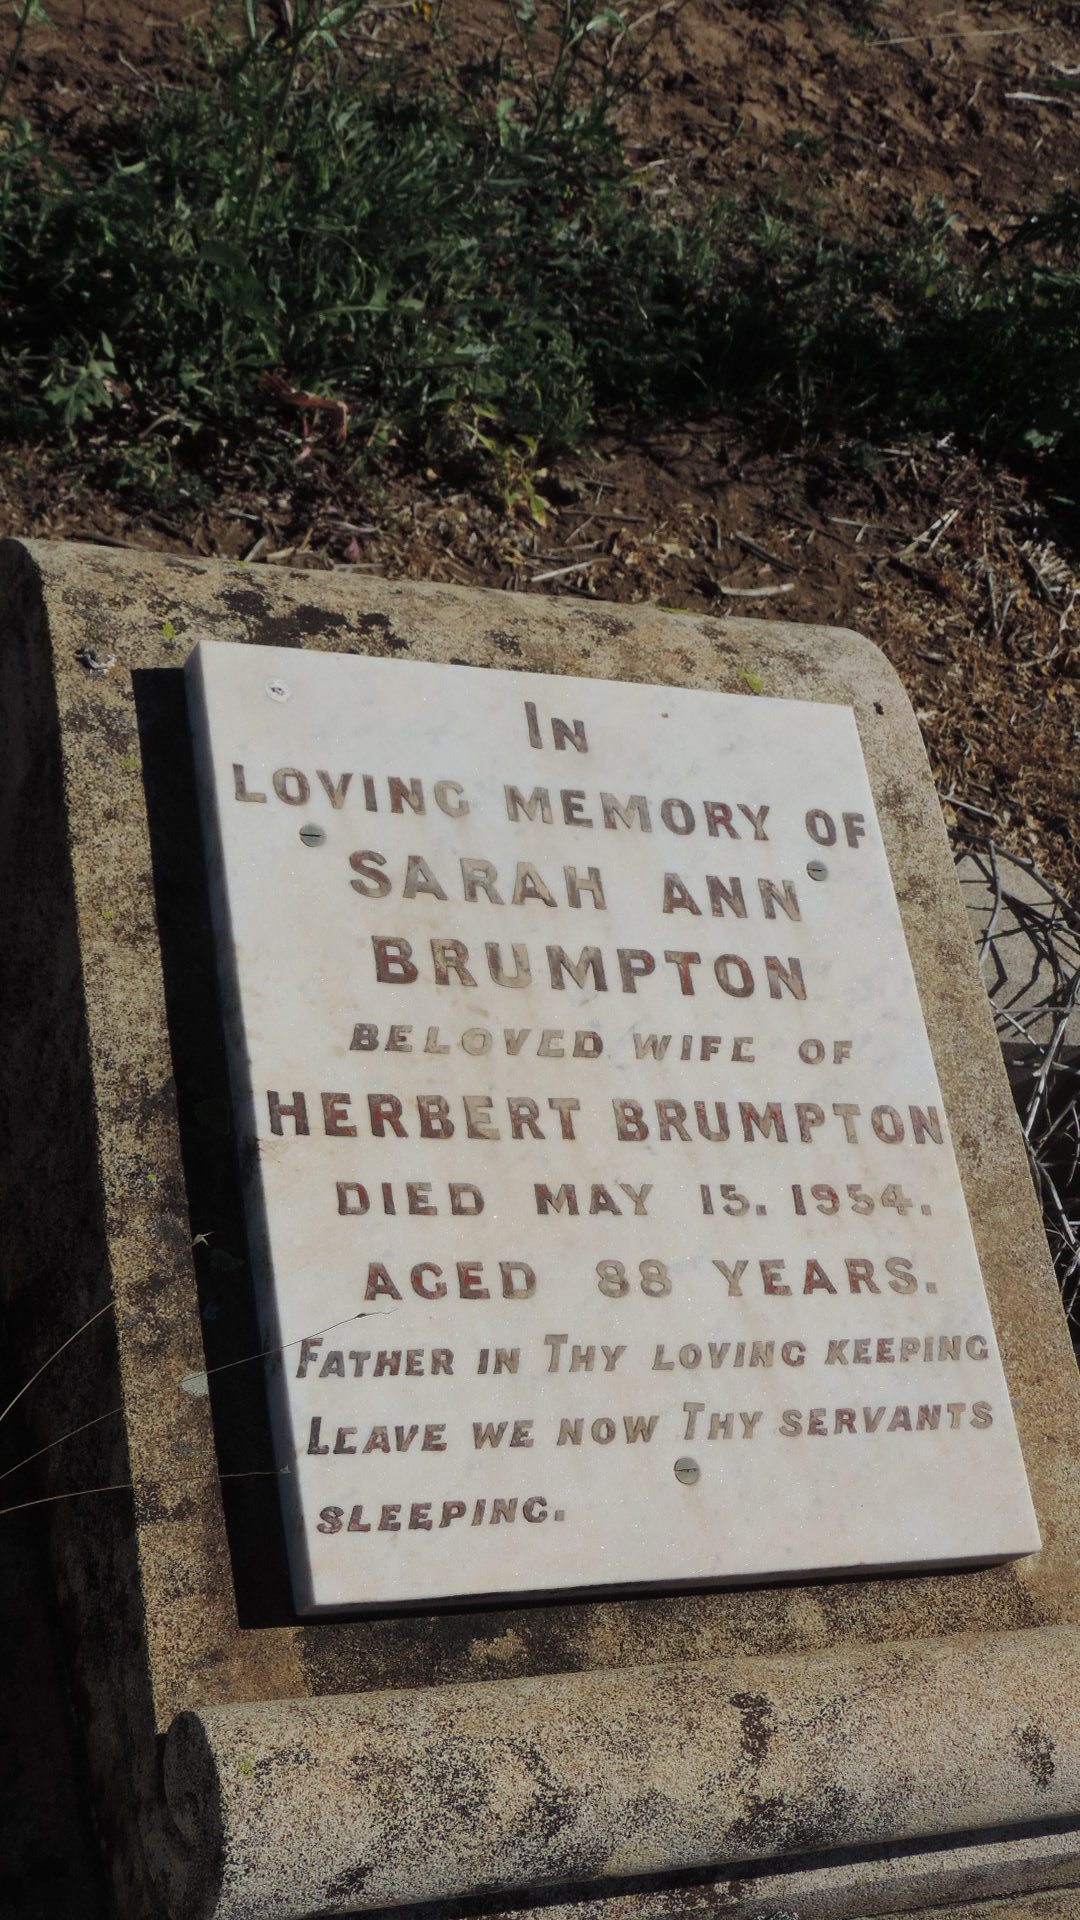 IN
LOVING MEMORY OF
SARAH ANN
BRUMPTON
BELOVED WIFE OF
HERBERT BRUMPTON
DIED MAY 15. 1954.
AGED 88 YEARS.
FATHER IN THY LOVING KEEPING
LEAVE WE NOW THY SERVANTS
SLEEPING.